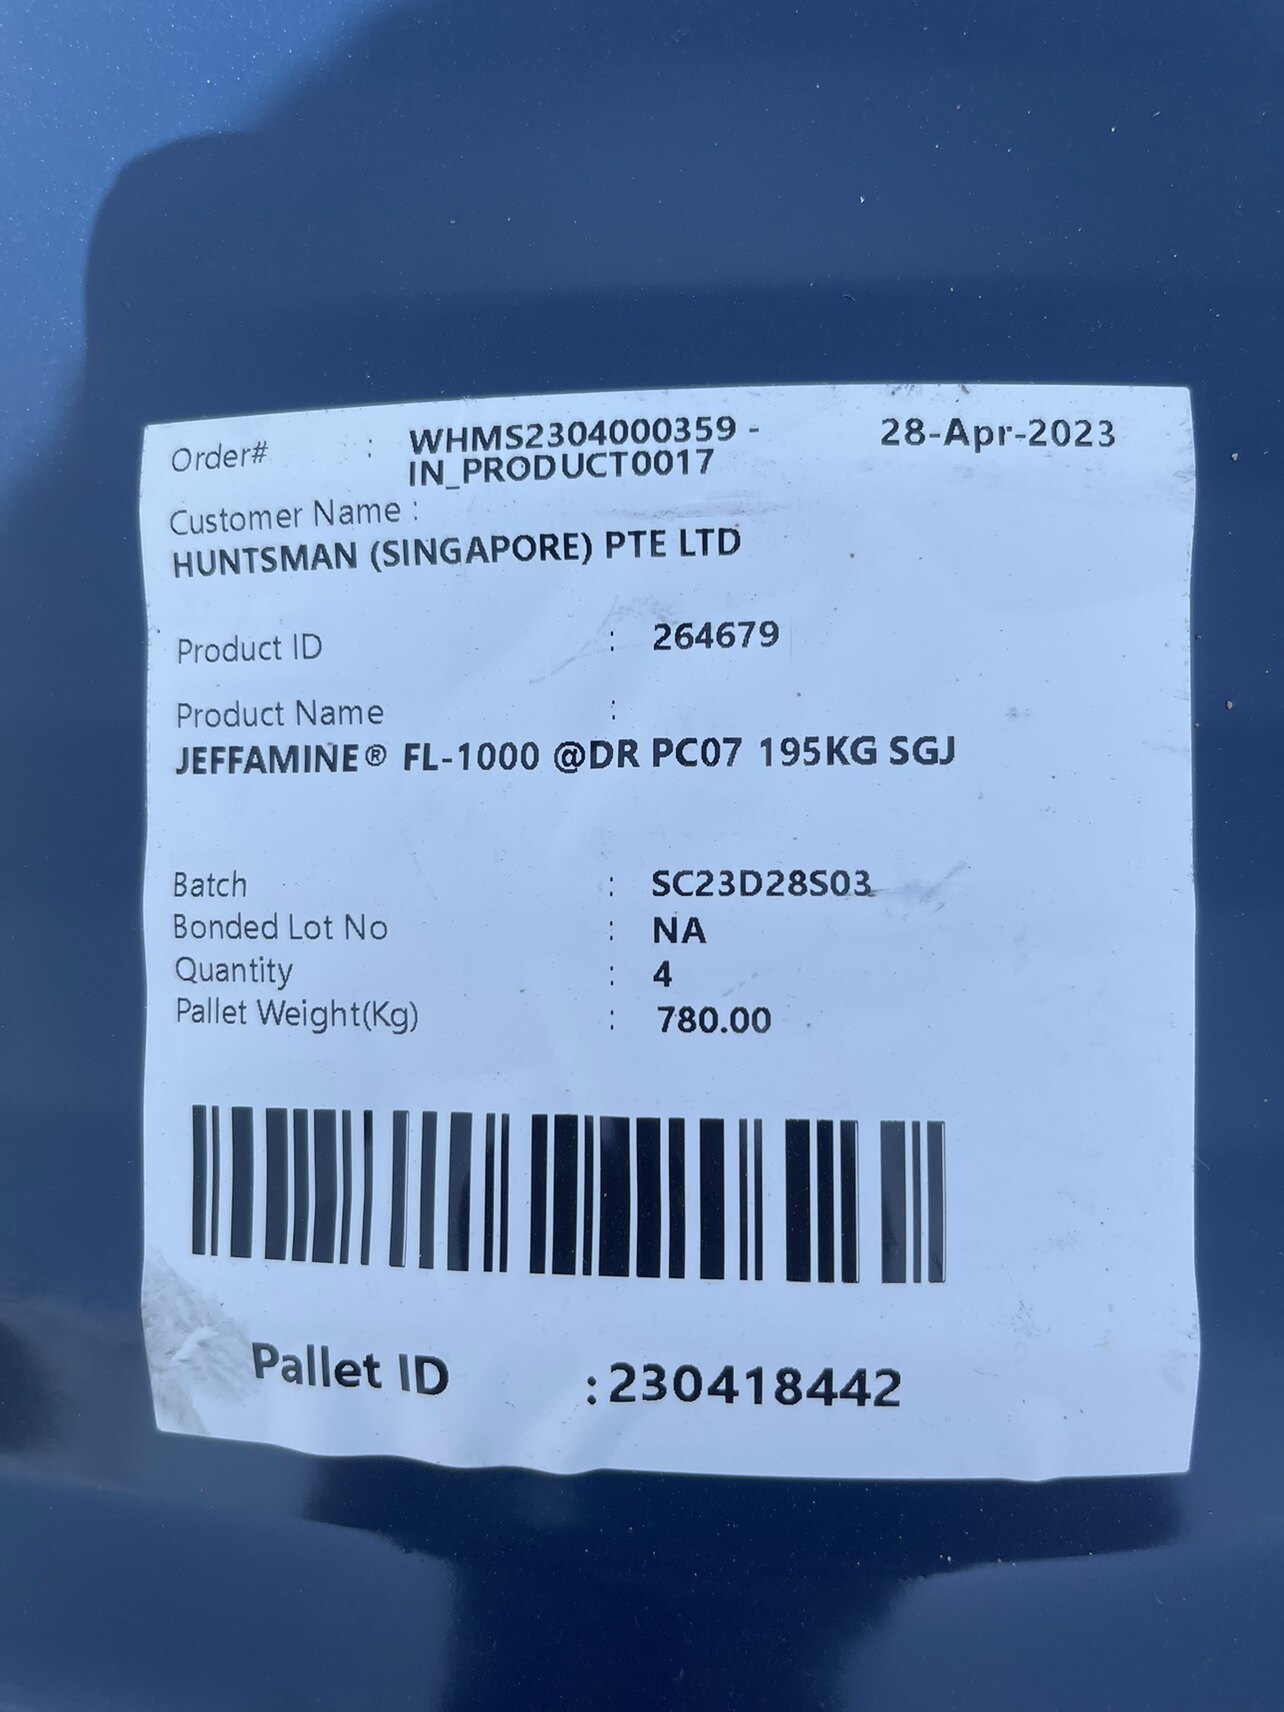 Order# : WHMS2304000359 - 28-Apr-2023
IN_PRODUCT0017
Customer Name :
HUNTSMAN (SINGAPORE) PTE LTD
Product ID : 264679
Product Name :
JEFFAMINE® FL-1000 @DR PC07 195KG SGJ
Batch : SC23D28S03
Bonded Lot No : NA
Quantity : 4
Pallet Weight(Kg) : 780.00
Pallet ID :230418442